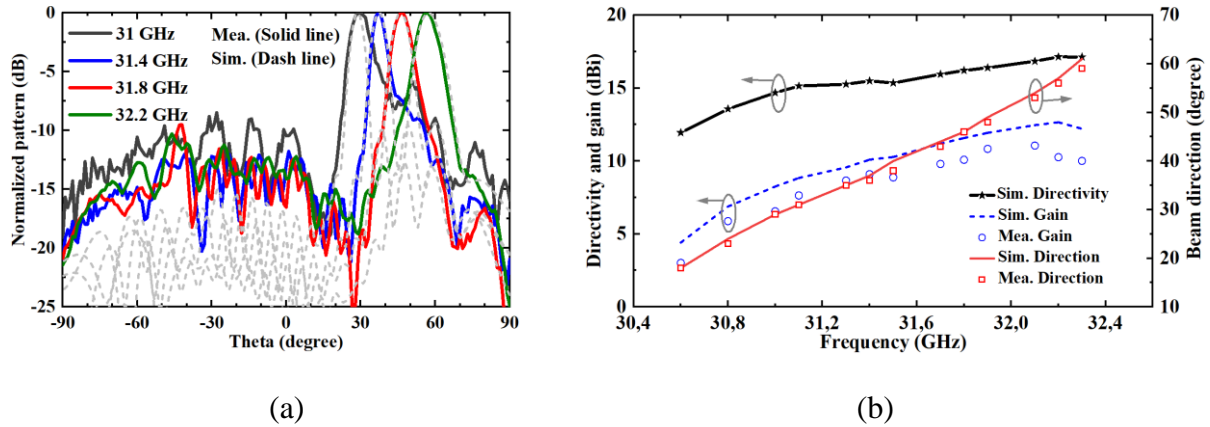 Normalized pattern (dB)
0
-5
-10
-15
-20
-25
31 GHz
31.4 GHz
31.8 GHz
32.2 GHz
Mea. (Solid line)
Sim. (Dash line)
-90 -60 -30 0 30 60 90
Theta (degree)
(a)
Directivity and gain (dBi)
20
15
10
5
0
Sim. Directivity
Sim. Gain
Mea. Gain
Sim. Direction
Mea. Direction
70
60
50
40
30
20
10
Beam direction (degree)
30,4 30,8 31,2 31,6 32,0 32,4
Frequency (GHz)
(b)